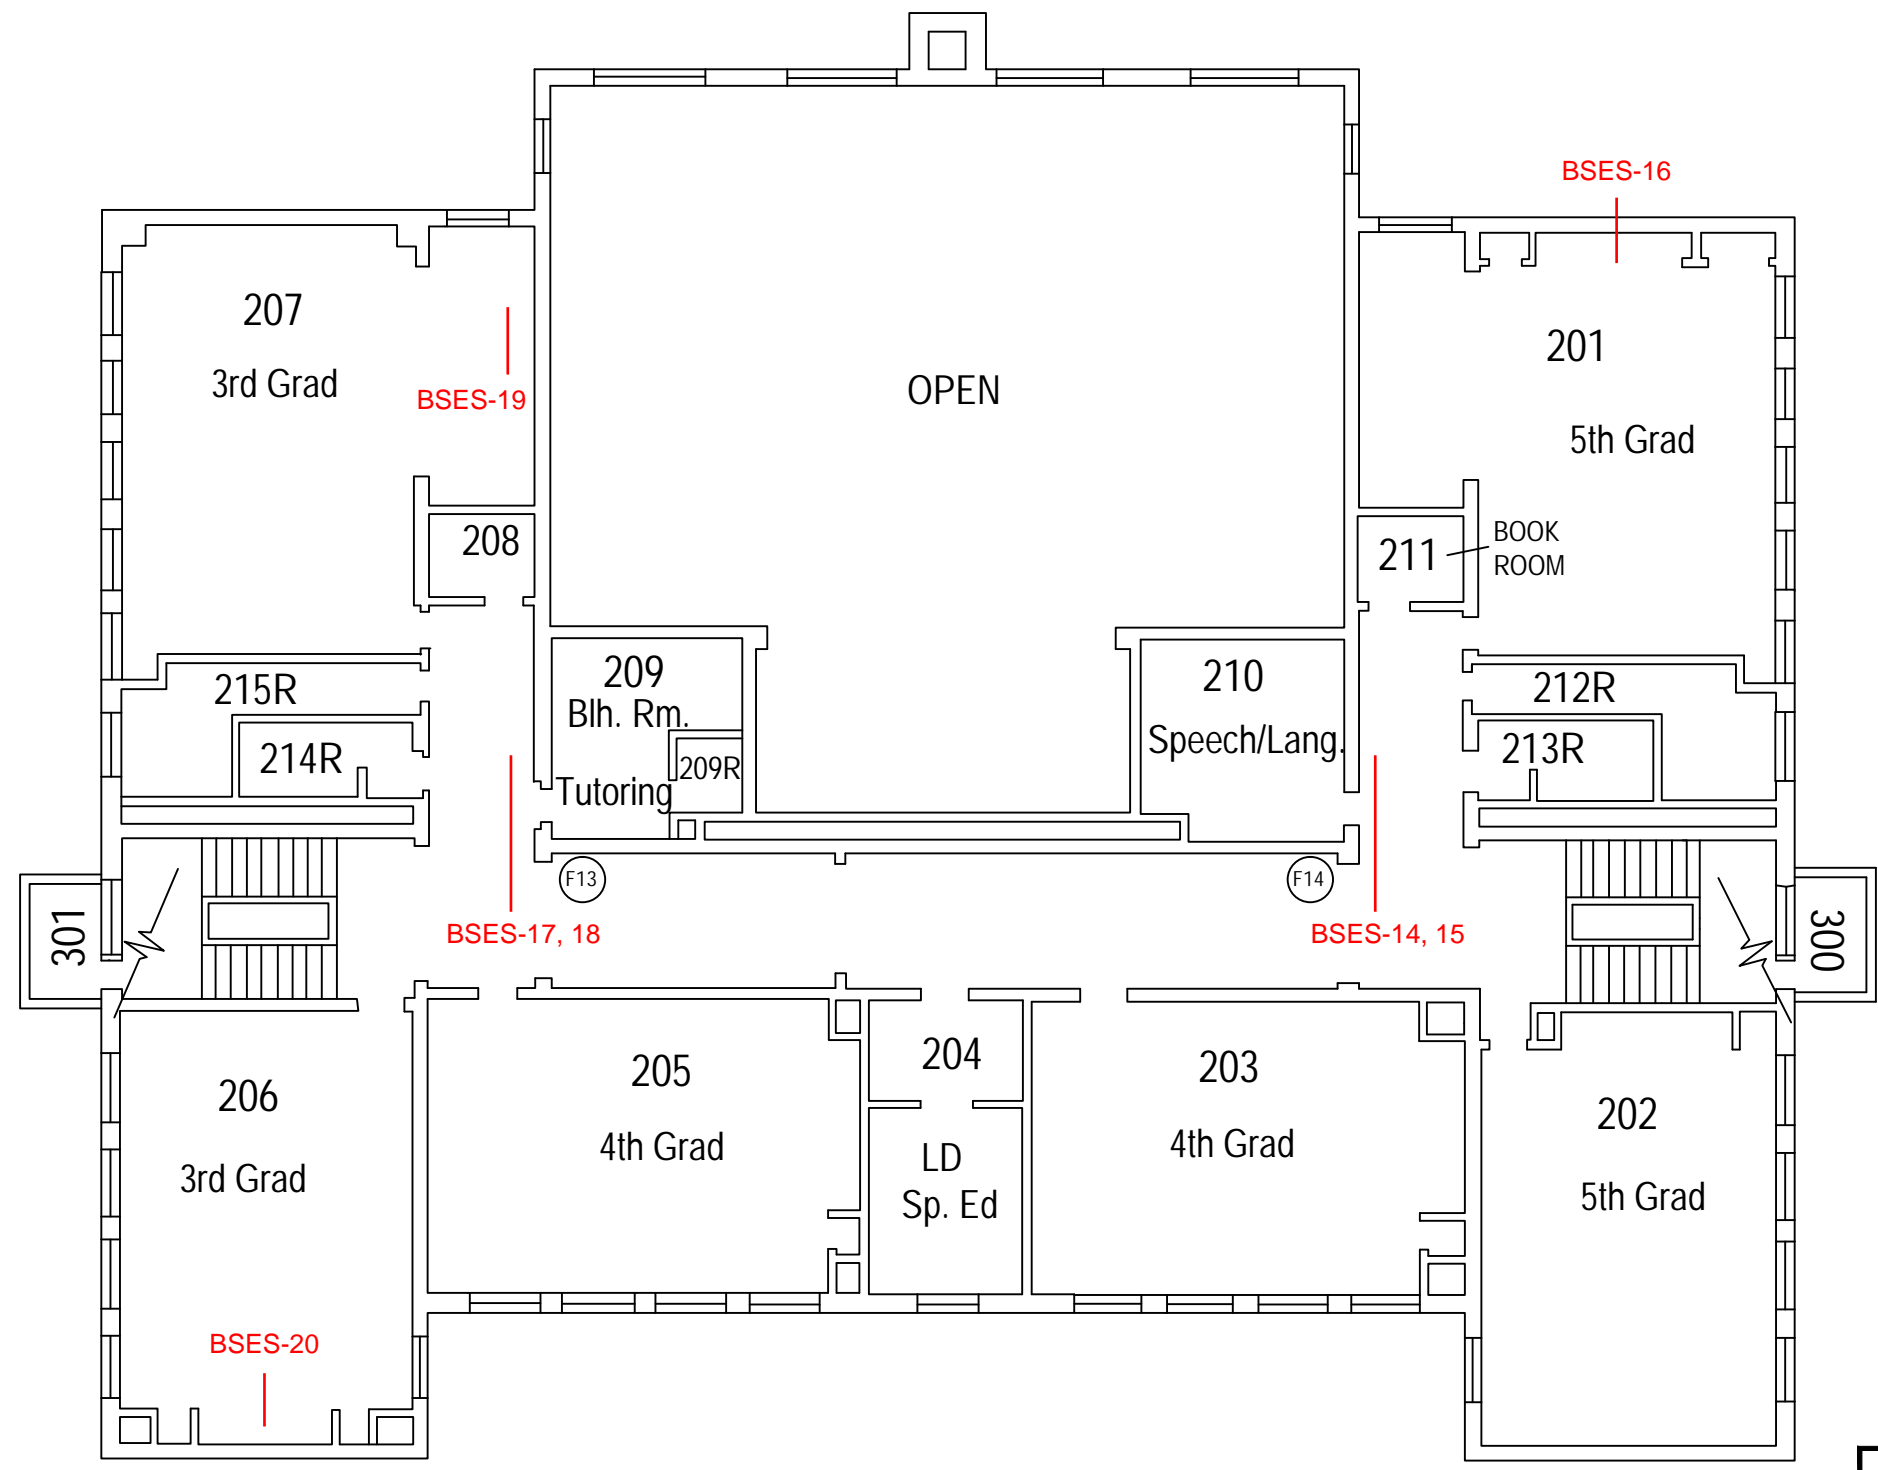 BSES-16
207
3rd Grad
BSES-19
OPEN
201
5th Grad
208
211
BOOK
ROOM
209
Blh. Rm.
Tutoring
209R
210
Speech/Lang.
215R
214R
212R
213R
F13
F14
301
BSES-17, 18
BSES-14, 15
300
206
3rd Grad
205
4th Grad
204
LD
Sp. Ed
203
4th Grad
202
5th Grad
BSES-20